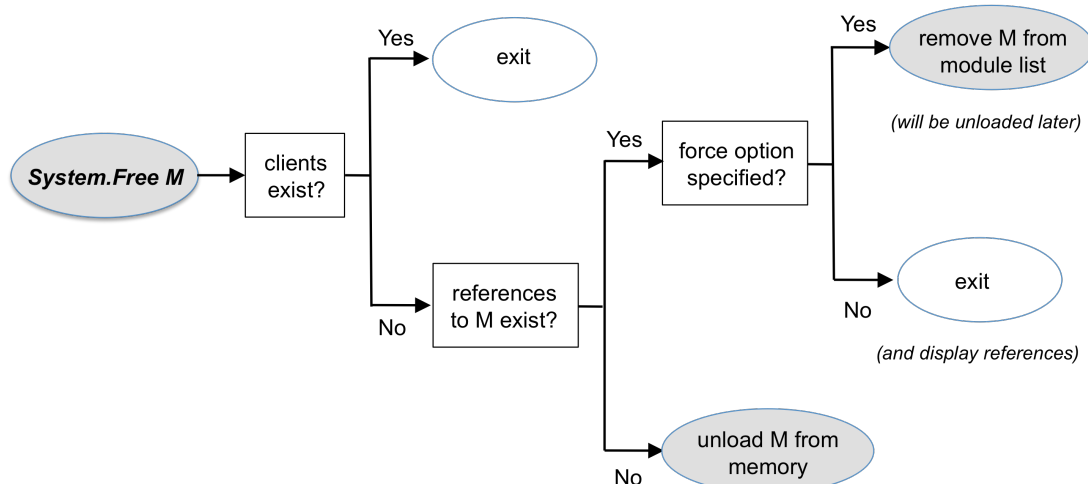 System.Free M
clients
exist?
Yes
exit
No
references
to M exist?
Yes
force option
specified?
Yes
remove M from
module list
(will be unloaded later)
No
exit
(and display references)
No
unload M from
memory